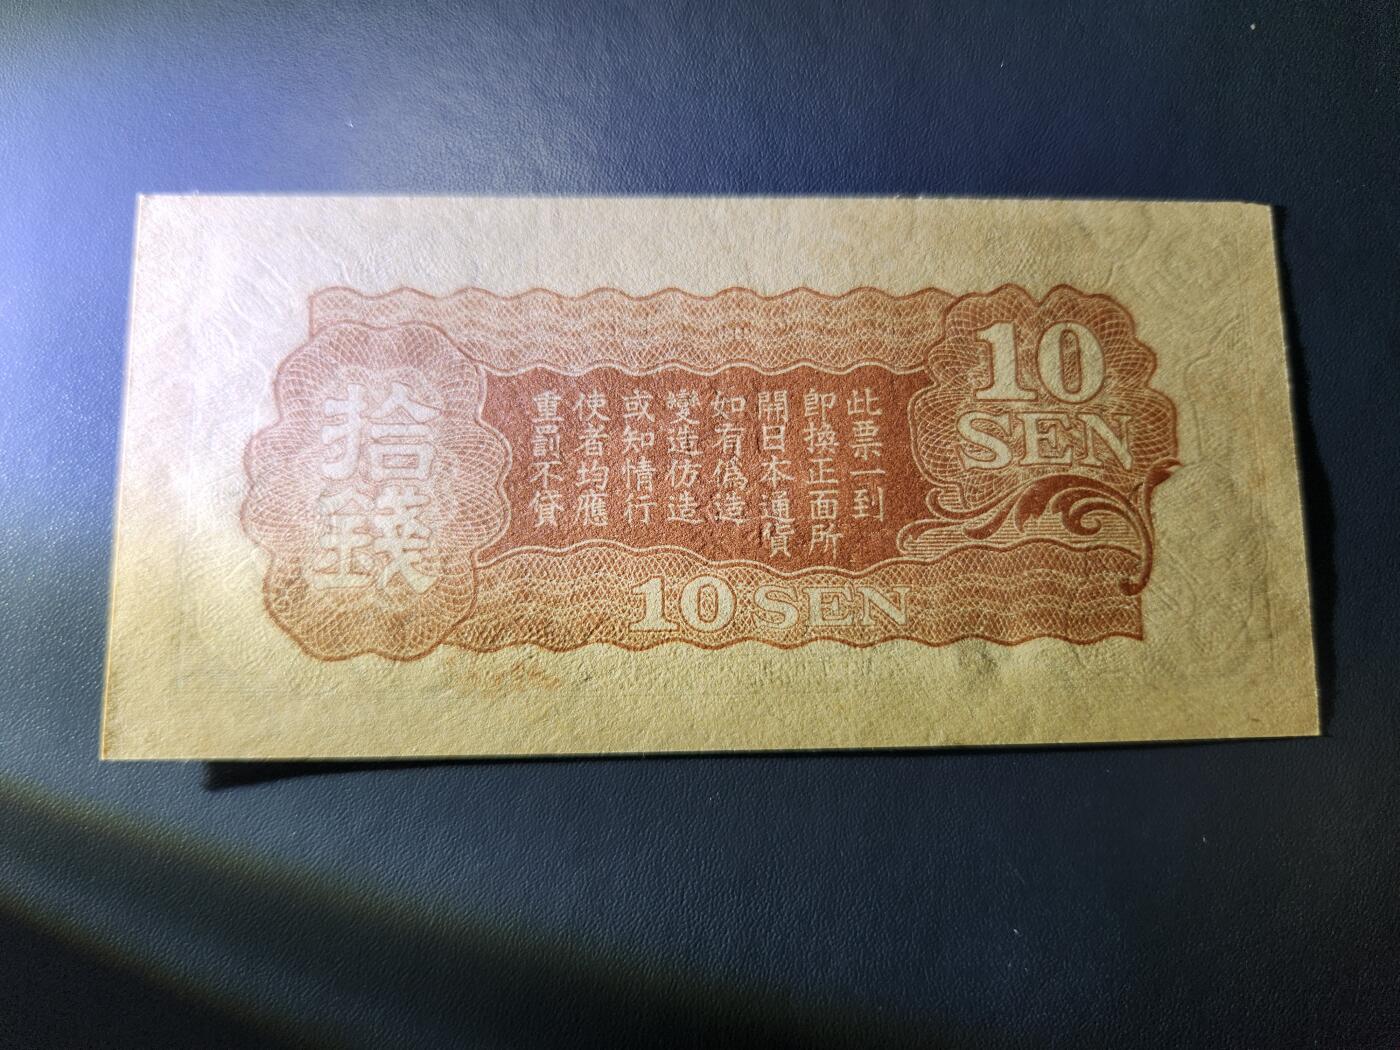 10
SEN
此票一到
即換正面所
開日本通貨
如有偽造
變造仿造
或知情行
使者均應
重罰不貸
拾
錢
10 SEN